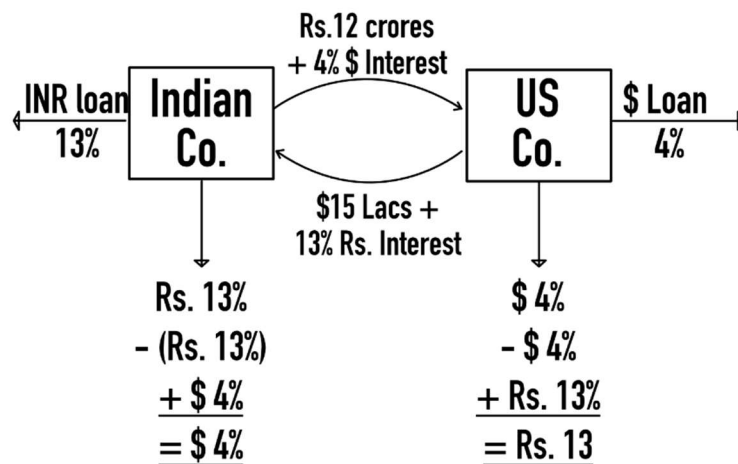 Rs.12 crores
+ 4% $ Interest
INR loan
13%
Indian
Co.
US
Co.
$ Loan
4%
$15 Lacs +
13% Rs. Interest
Rs. 13%
- (Rs. 13%)
+ $ 4%
= $ 4%
$ 4%
- $ 4%
+ Rs. 13%
= Rs. 13